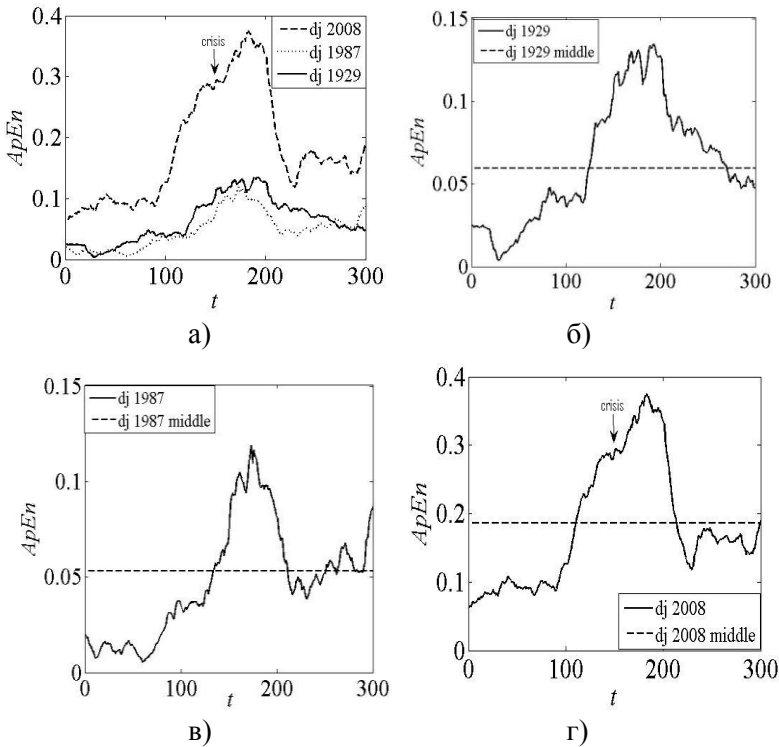 0.4
0.3
0.2
0.1
0
ApEn
crisis
dj 2008
dj 1987
dj 1929
0 100 200 300
t
а)
0.15
0.1
0.05
0
ApEn
dj 1929
dj 1929 middle
0 100 200 300
t
б)
0.15
0.1
0.05
0
ApEn
dj 1987
dj 1987 middle
0 100 200 300
t
в)
0.4
0.3
0.2
0.1
0
ApEn
crisis
dj 2008
dj 2008 middle
0 100 200 300
t
г)